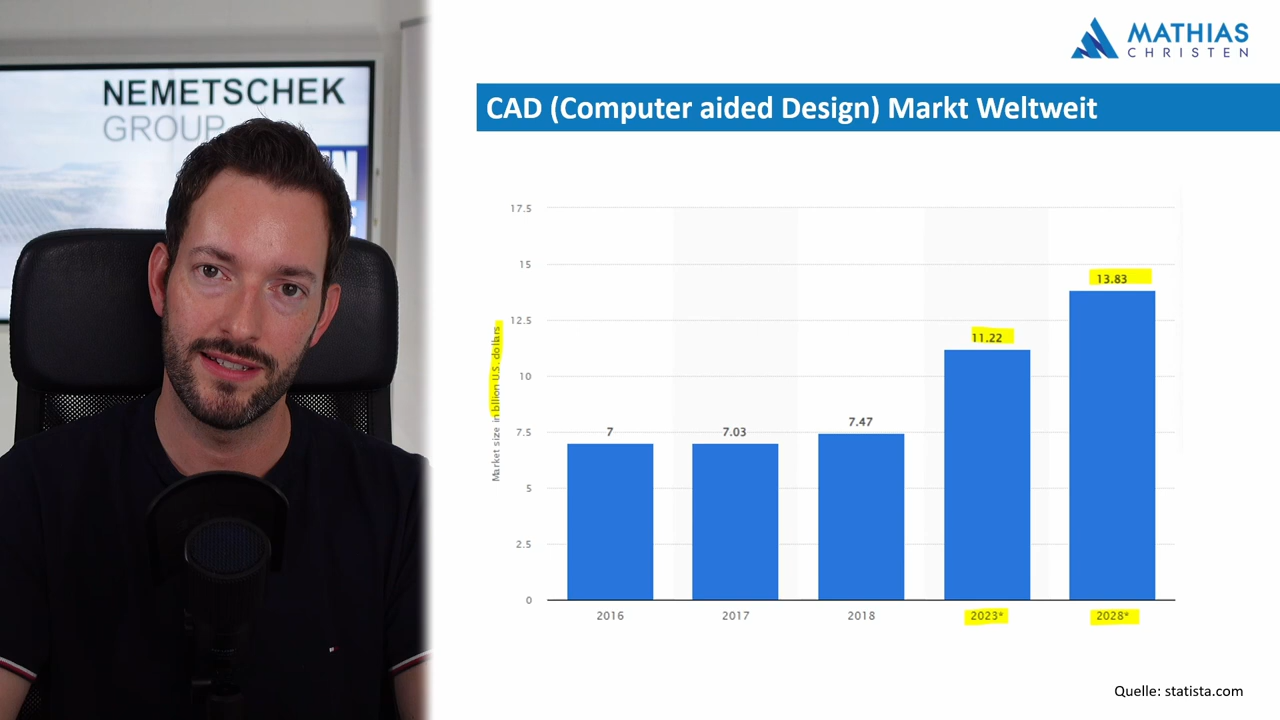 NEMETSCHEK
GROUP
MATHIAS
CHRISTEN
CAD (Computer aided Design) Markt Weltweit
Market size in billion U.S. dollars
17.5
15
12.5
10
7.5
5
2.5
0
7
7.03
7.47
11.22
13.83
2016
2017
2018
2023*
2028*
Quelle: statista.com